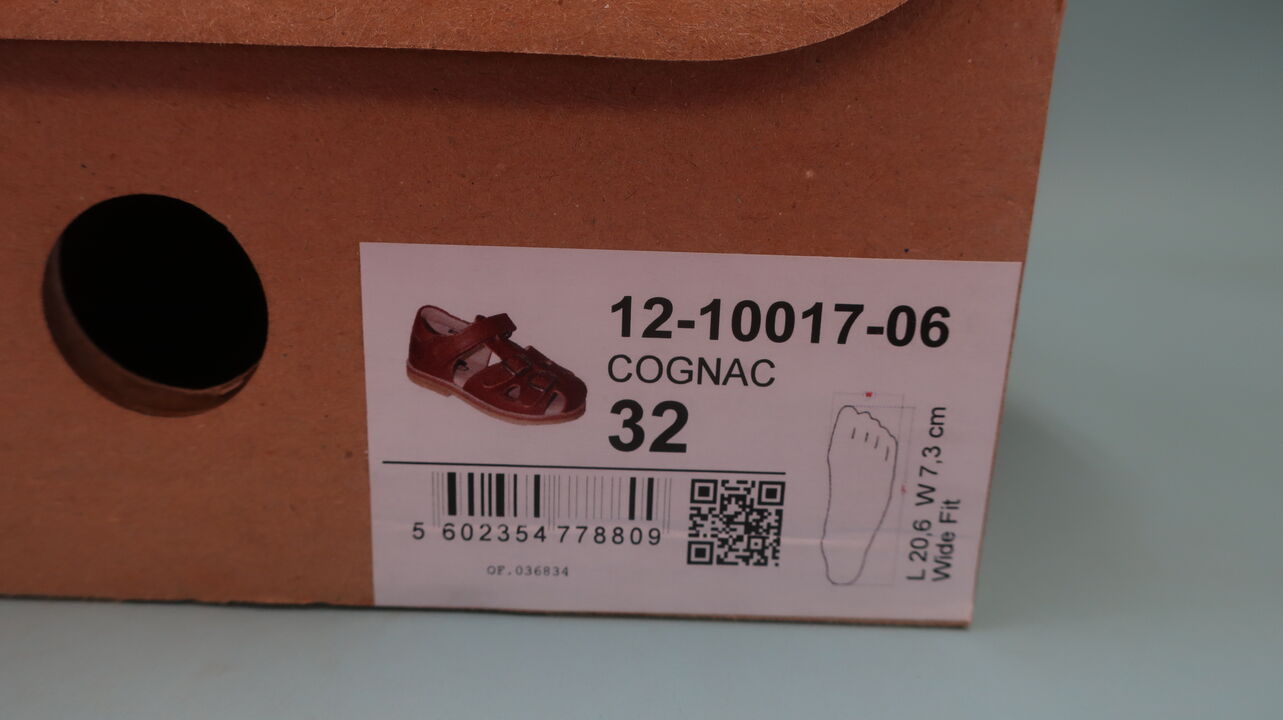 12-10017-06
COGNAC
32
5 602354 778809
OF.036834
W
L 20,6 W 7,3 cm
Wide Fit